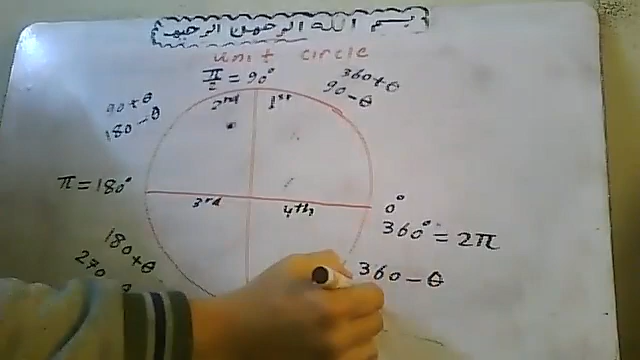 بسم الله الرحمن الرحيم
unit circle
π/2 = 90°
360+θ
90-θ
2nd
1st
90+θ
180-θ
π = 180°
3rd
4th
0°
360° = 2π
180+θ
270
θ
360-θ